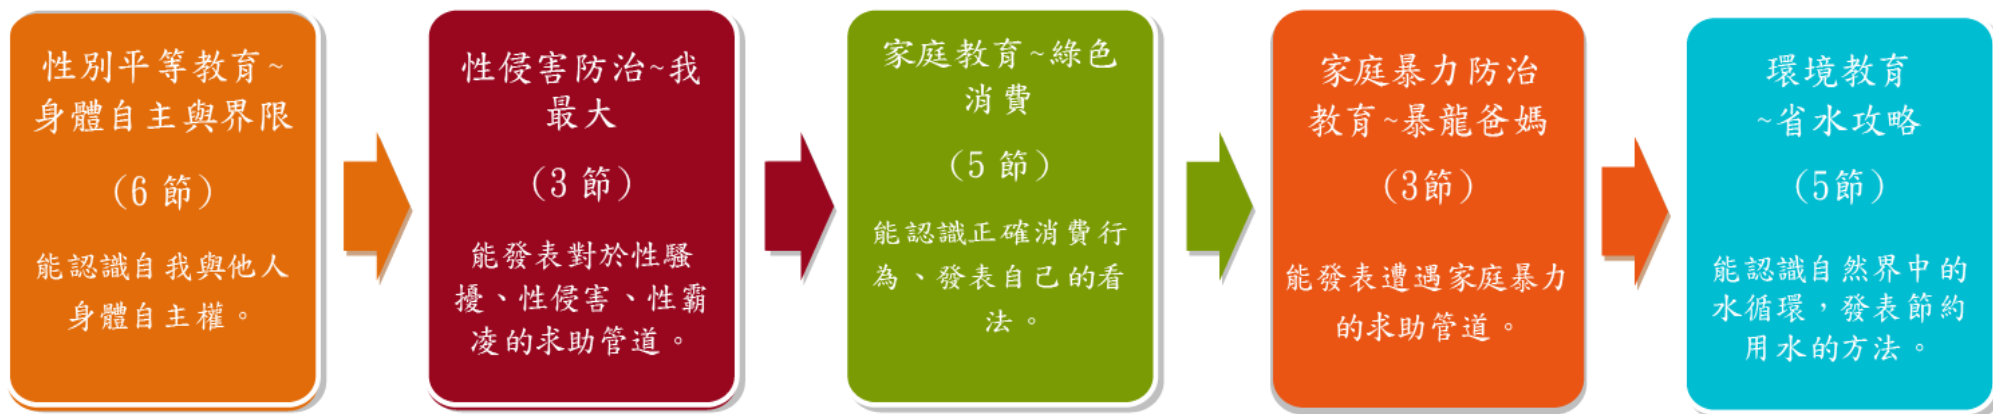 性別平等教育~
身體自主與界限
（6 節）
能認識自我與他人
身體自主權。
性侵害防治~我
最大
（3 節）
能發表對於性騷
擾、性侵害、性霸
凌的求助管道。
家庭教育~綠色
消費
（5 節）
能認識正確消費行
為、發表自己的看
法。
家庭暴力防治
教育~暴龍爸媽
（3節）
能發表遭遇家庭暴力
的求助管道。
環境教育
~省水攻略
（5節）
能認識自然界中的
水循環，發表節約
用水的方法。